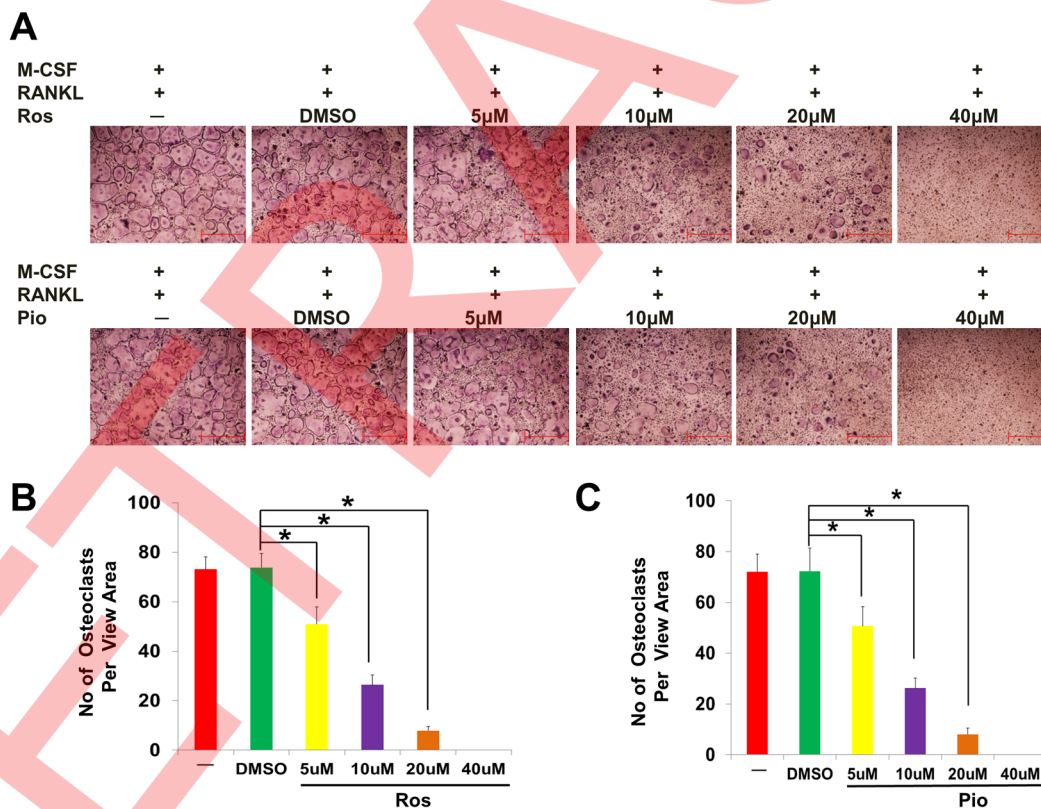 A
M-CSF + + + + + +
RANKL + + + + + +
Ros — DMSO 5μM 10μM 20μM 40μM
M-CSF + + + + + +
RANKL + + + + + +
Pio — DMSO 5μM 10μM 20μM 40μM
B
No of Osteoclasts
Per View Area
100
80
60
40
20
0
* * *
— DMSO 5uM 10uM 20uM 40uM
Ros
C
No of Osteoclasts
Per View Area
100
80
60
40
20
0
* * *
— DMSO 5uM 10uM 20uM 40uM
Pio